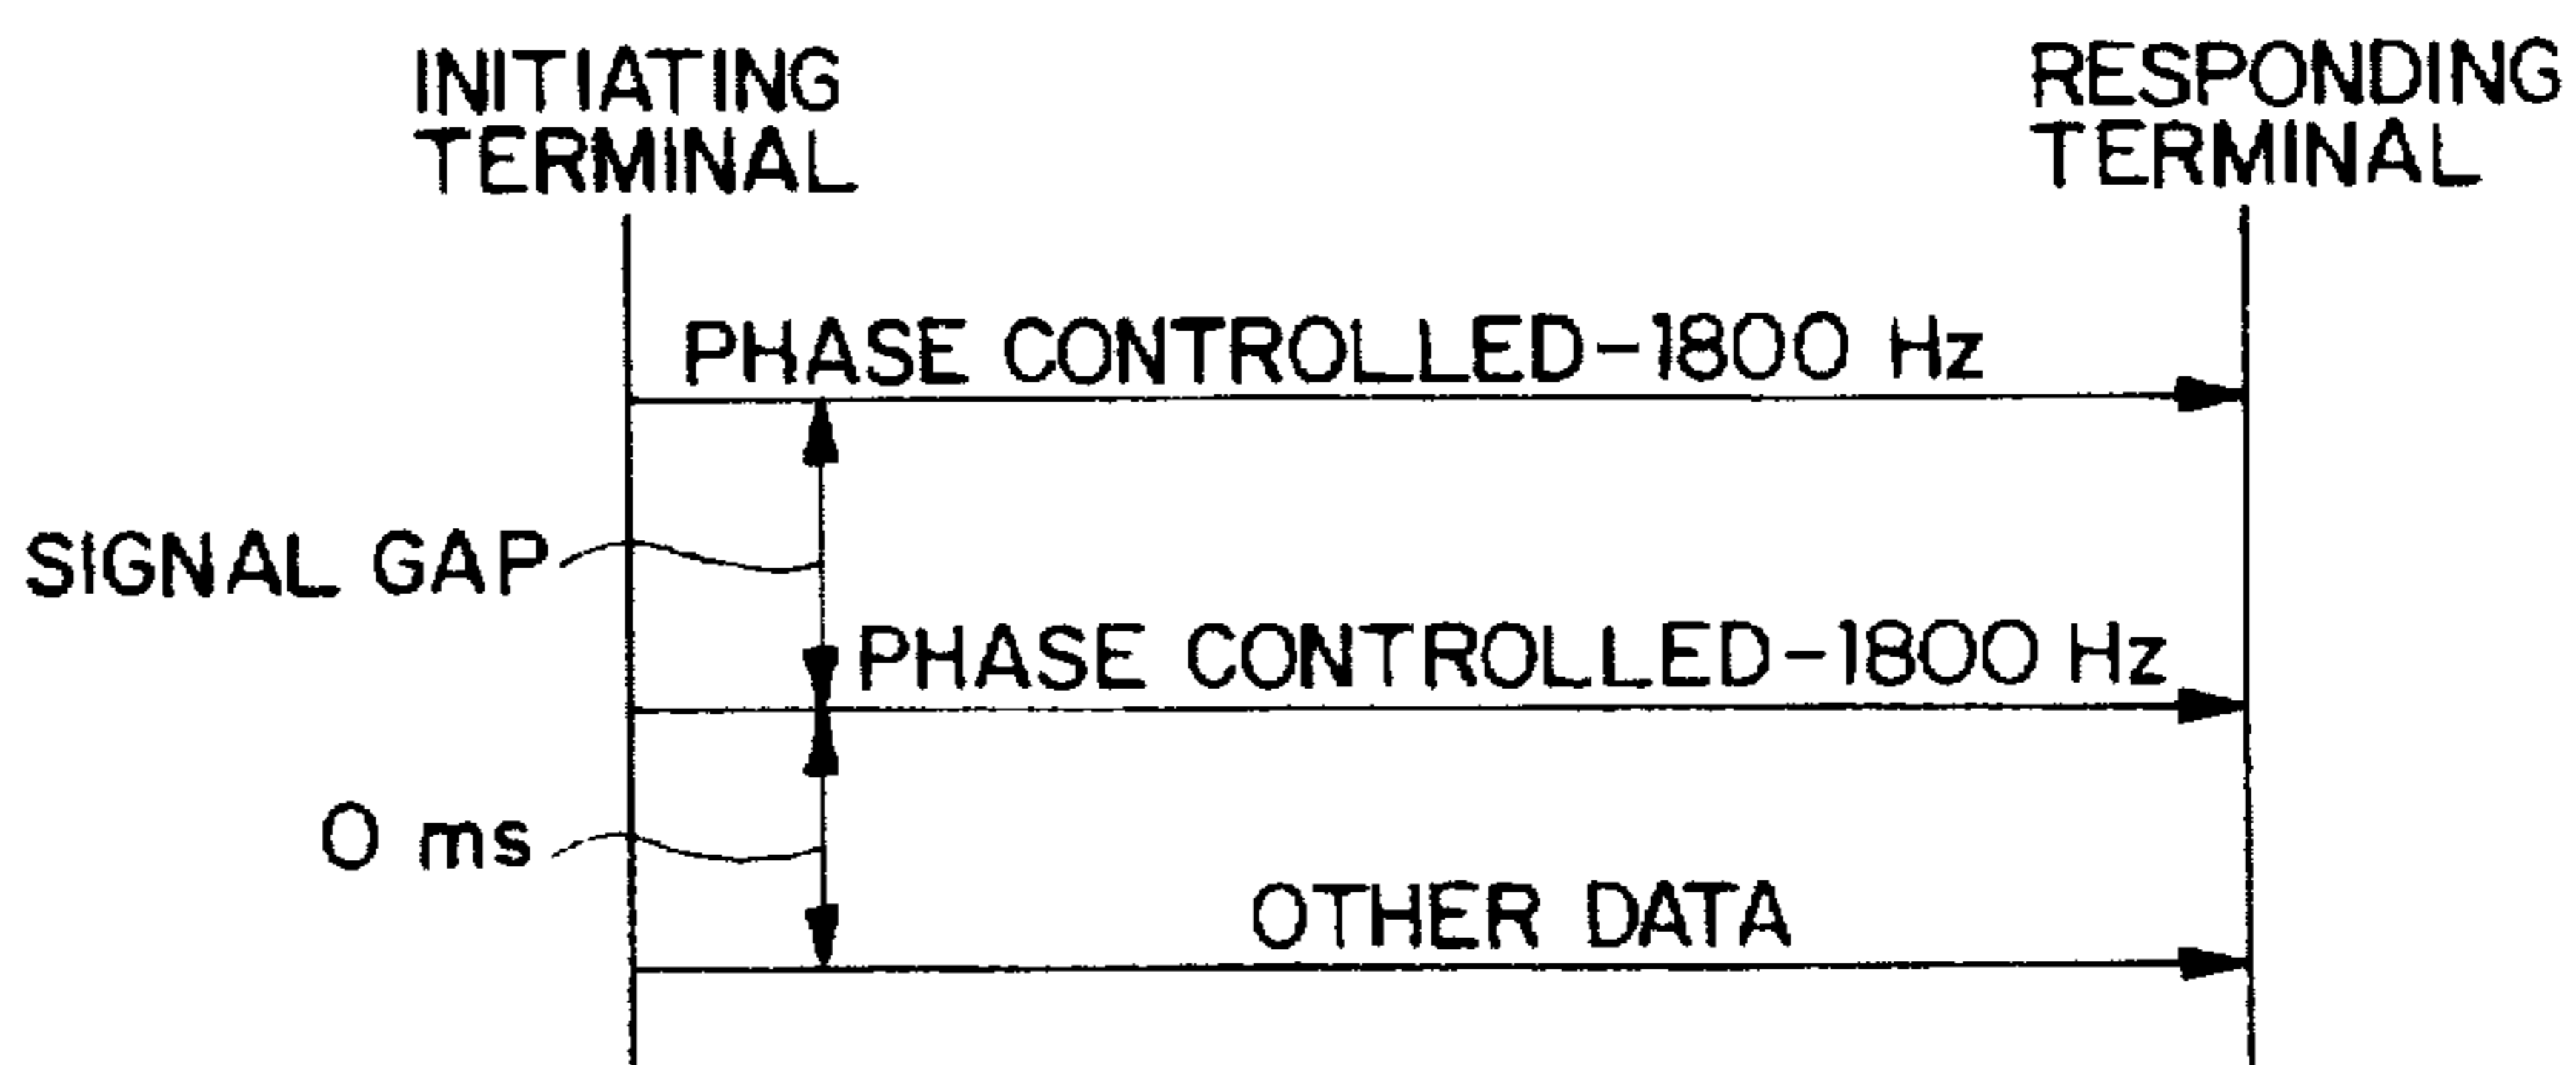 INITIATING
TERMINAL
RESPONDING
TERMINAL
PHASE CONTROLLED-1800 Hz
SIGNAL GAP
PHASE CONTROLLED-1800 Hz
0 ms
OTHER DATA